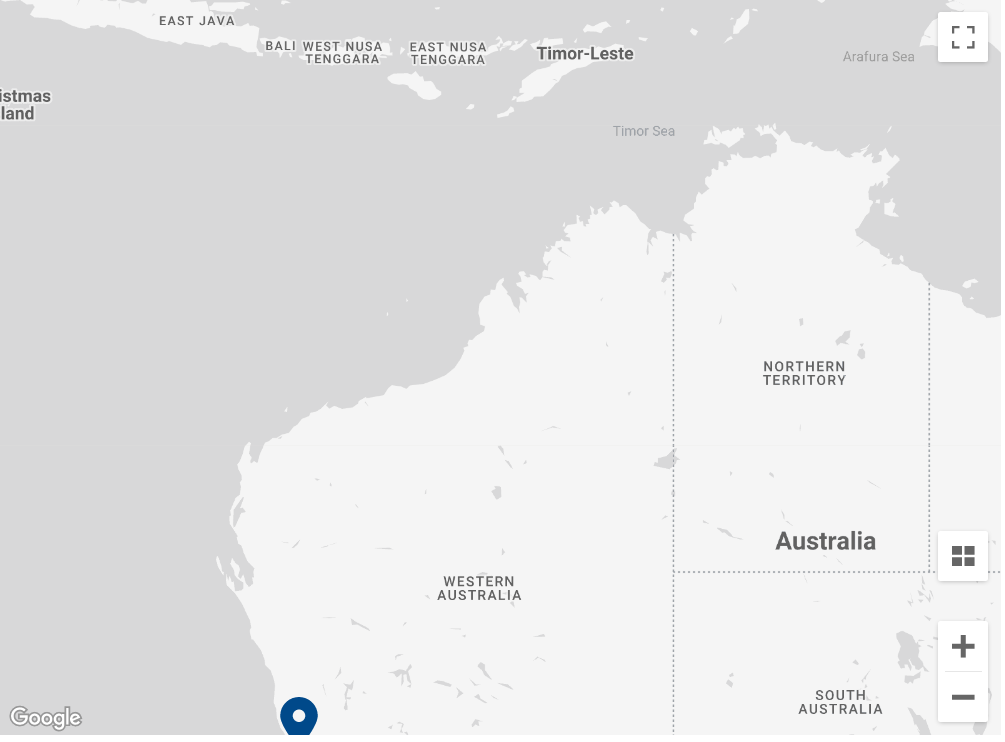 EAST JAVA
BALI
WEST NUSA
TENGGARA
EAST NUSA
TENGGARA
Timor-Leste
Arafura Sea
istmas
land
Timor Sea
NORTHERN
TERRITORY
Australia
WESTERN
AUSTRALIA
SOUTH
AUSTRALIA
Google